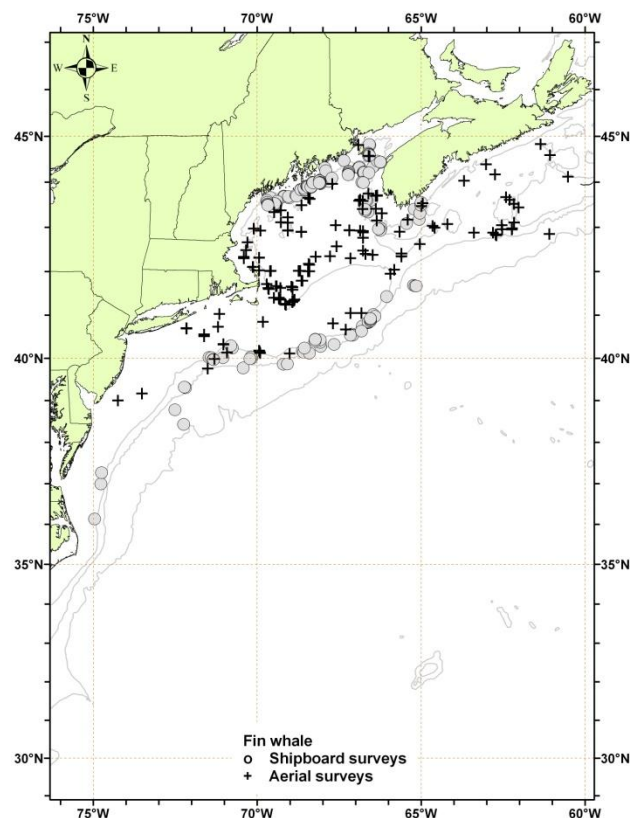 75°W 70°W 65°W 60°W
N
W E
S
45°N 45°N
40°N 40°N
35°N 35°N
30°N 30°N
Fin whale
Shipboard surveys
+ Aerial surveys
75°W 70°W 65°W 60°W